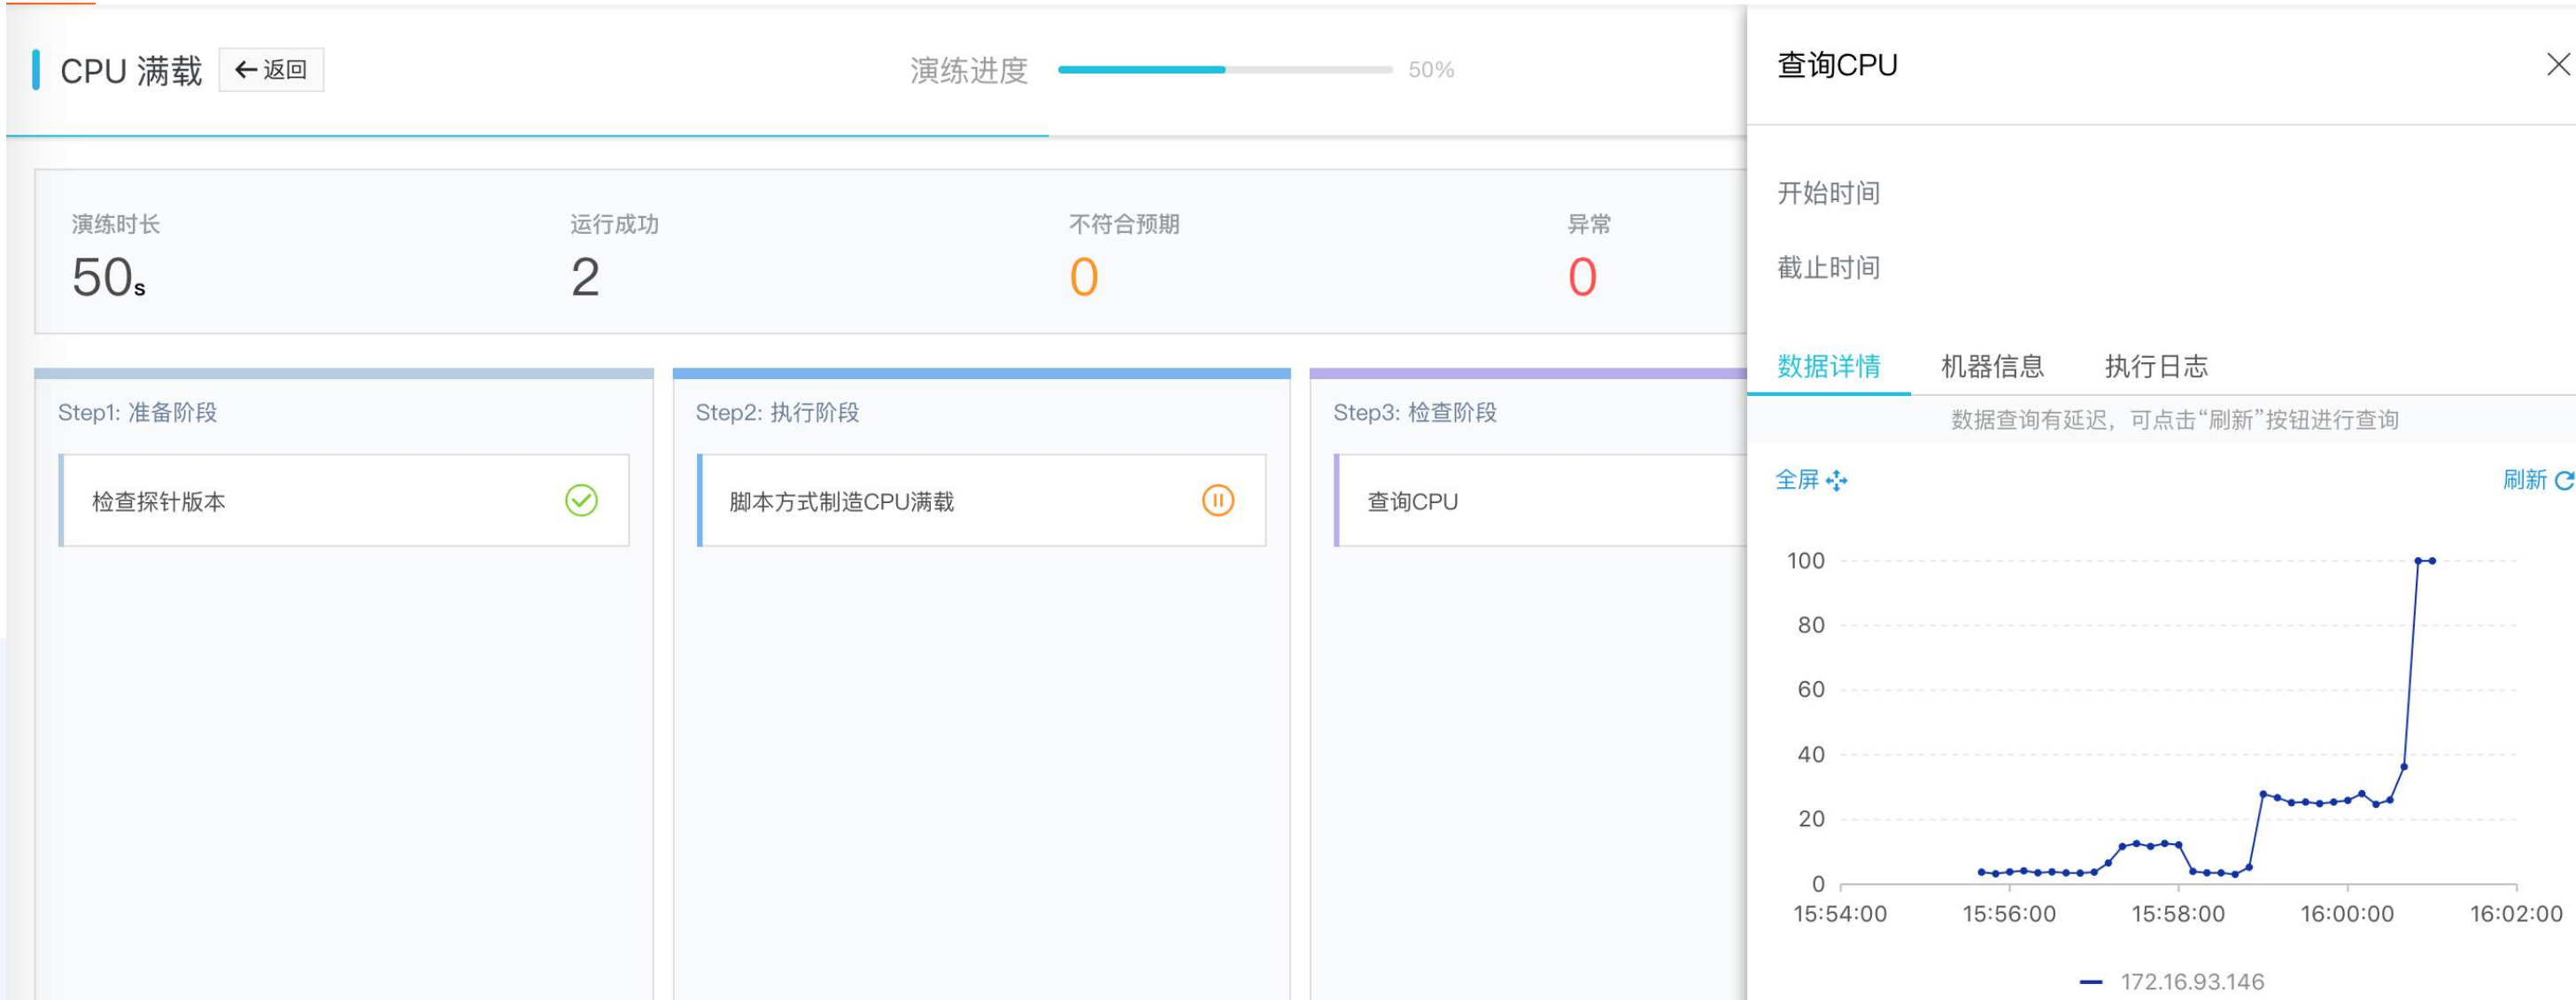 CPU 满载
返回
演练进度
50%
演练时长
50s
运行成功
2
不符合预期
0
异常
0
Step1: 准备阶段
检查探针版本
Step2: 执行阶段
脚本方式制造CPU满载
Step3: 检查阶段
查询CPU
查询CPU
开始时间
截止时间
数据详情 机器信息 执行日志
数据查询有延迟，可点击“刷新”按钮进行查询
全屏 刷新
100
80
60
40
20
0
15:54:00 15:56:00 15:58:00 16:00:00 16:02:00
172.16.93.146